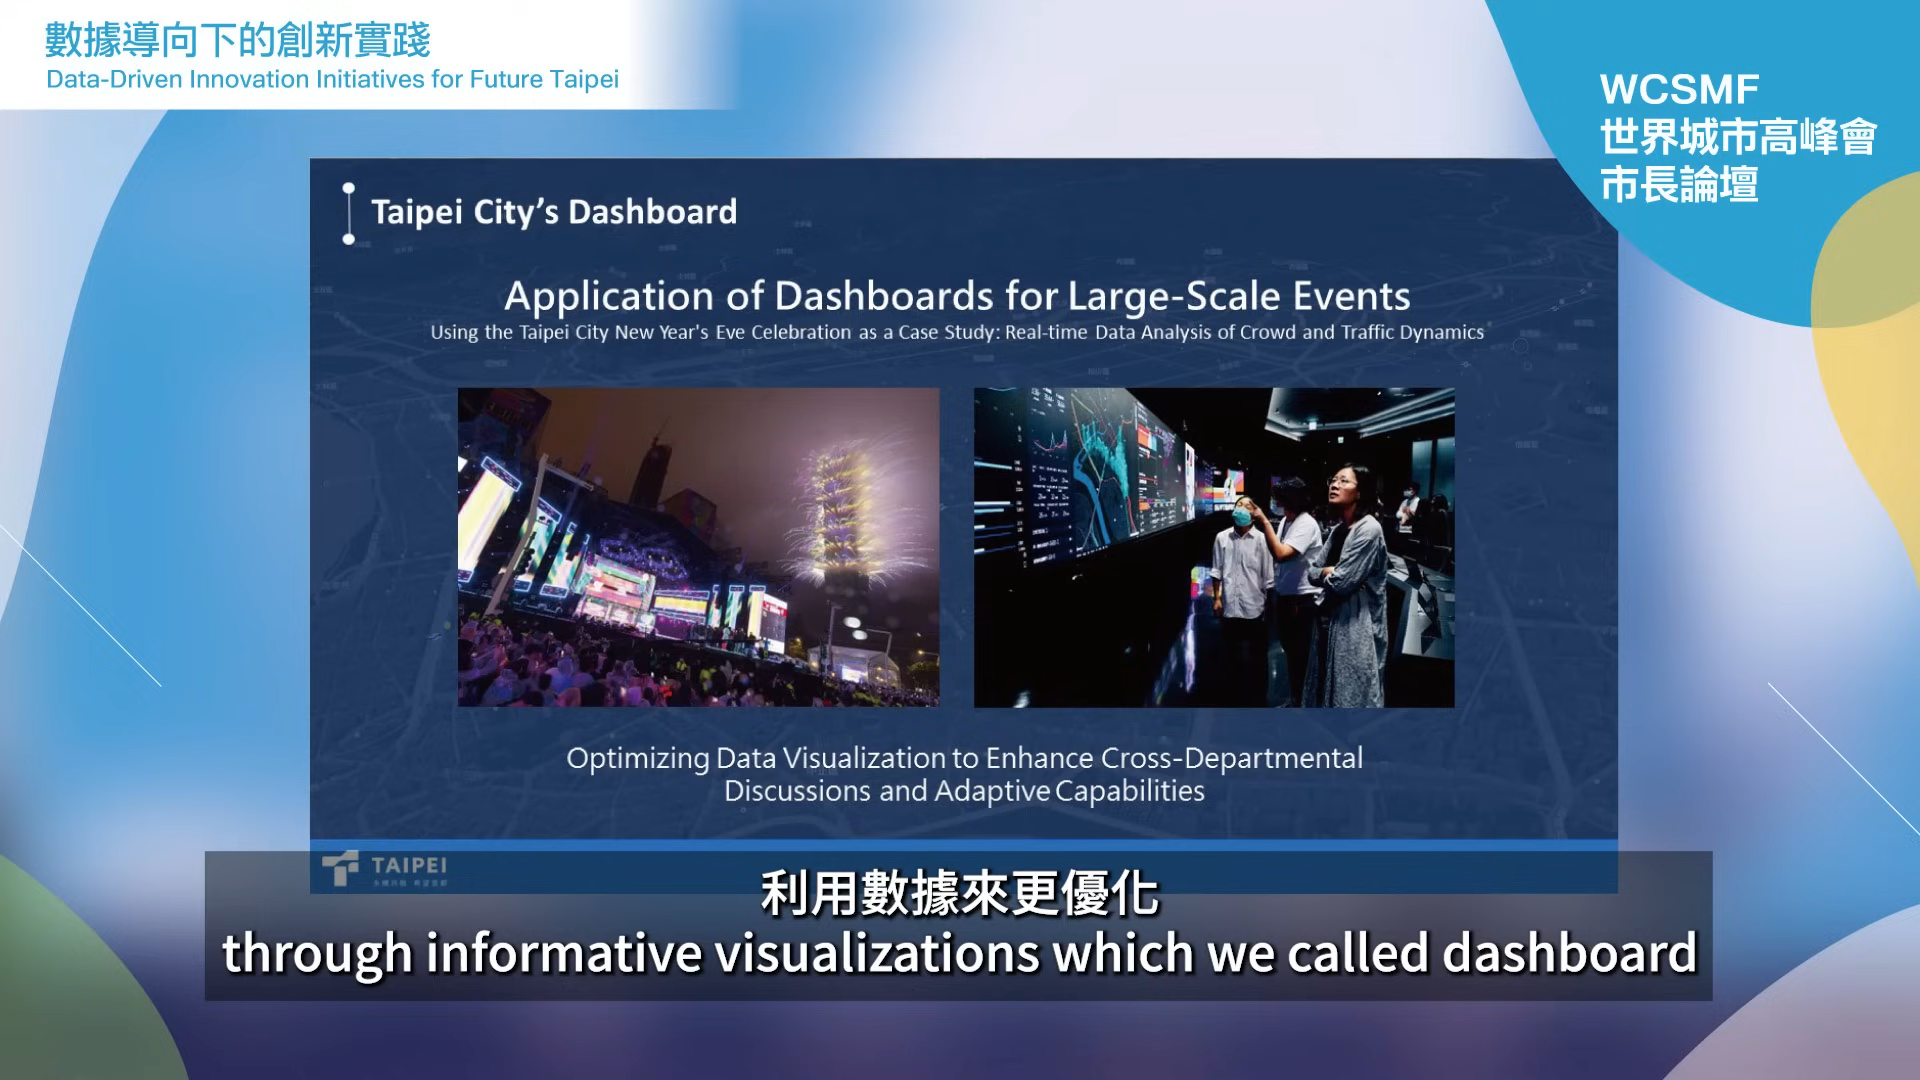 數據導向下的創新實踐
Data-Driven Innovation Initiatives for Future Taipei
WCSMF
世界城市高峰會
市長論壇
Taipei City’s Dashboard
Application of Dashboards for Large-Scale Events
Using the Taipei City New Year's Eve Celebration as a Case Study: Real-time Data Analysis of Crowd and Traffic Dynamics
Optimizing Data Visualization to Enhance Cross-Departmental
Discussions and Adaptive Capabilities
TAIPEI
利用數據來更優化
through informative visualizations which we called dashboard